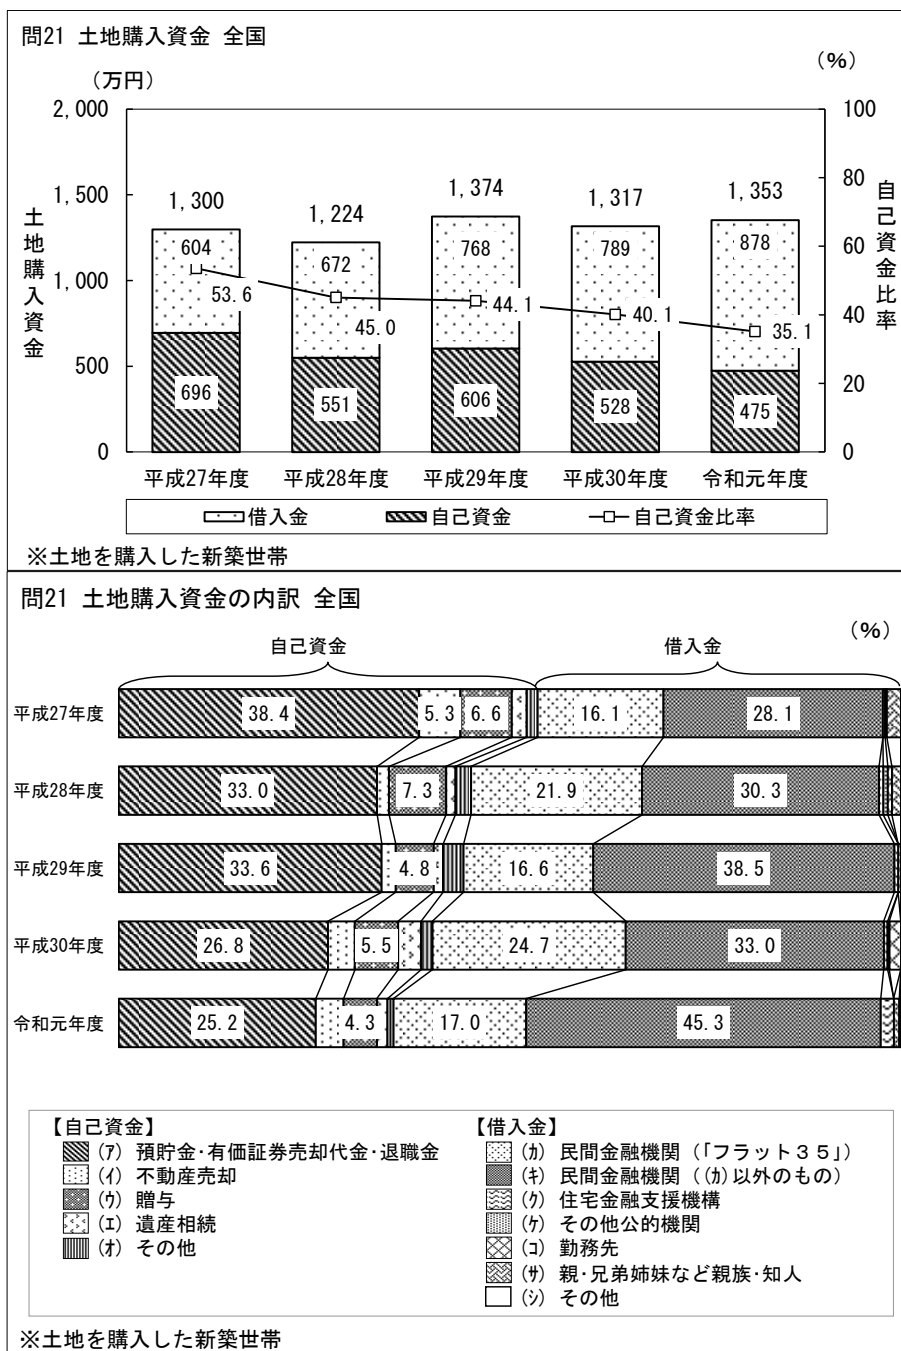 問21 土地購入資金 全国
(%)
(万円)
2,000
1,500
1,000
500
0
土地購入資金
100
80
60
40
20
0
自己資金比率
1,300
1,224
1,374
1,317
1,353
604
672
768
789
878
53.6
45.0
44.1
40.1
35.1
696
551
606
528
475
平成27年度 平成28年度 平成29年度 平成30年度 令和元年度
借入金 自己資金 自己資金比率
※土地を購入した新築世帯
問21 土地購入資金の内訳 全国
(%)
自己資金 借入金
平成27年度 38.4 5.3 6.6 16.1 28.1
平成28年度 33.0 7.3 21.9 30.3
平成29年度 33.6 4.8 16.6 38.5
平成30年度 26.8 5.5 24.7 33.0
令和元年度 25.2 4.3 17.0 45.3
【自己資金】
(ｱ) 預貯金･有価証券売却代金･退職金
(ｲ) 不動産売却
(ｳ) 贈与
(ｴ) 遺産相続
(ｵ) その他
【借入金】
(ｶ) 民間金融機関（｢フラット３５｣）
(ｷ) 民間金融機関（(ｶ)以外のもの）
(ｸ) 住宅金融支援機構
(ｹ) その他公的機関
(ｺ) 勤務先
(ｻ) 親･兄弟姉妹など親族･知人
(ｼ) その他
※土地を購入した新築世帯